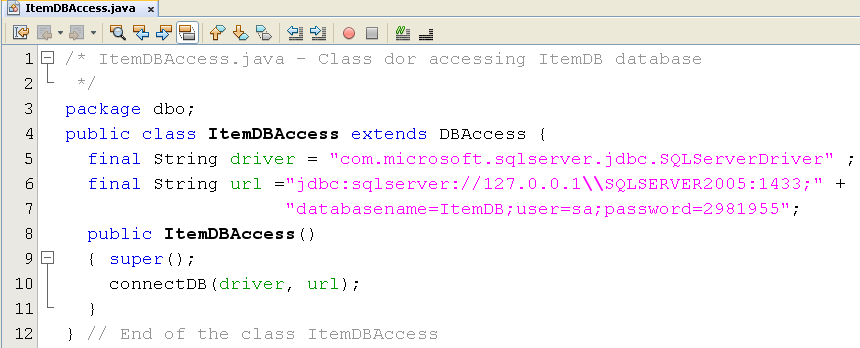 ItemDBAccess.java x
1 /* ItemDBAccess.java - Class dor accessing ItemDB database
2 */
3 package dbo;
4 public class ItemDBAccess extends DBAccess {
5 final String driver = "com.microsoft.sqlserver.jdbc.SQLServerDriver" ;
6 final String url ="jdbc:sqlserver://127.0.0.1\\SQLSERVER2005:1433;" +
7 "databasename=ItemDB;user=sa;password=2981955";
8 public ItemDBAccess()
9 { super();
10 connectDB(driver, url);
11 }
12 } // End of the class ItemDBAccess